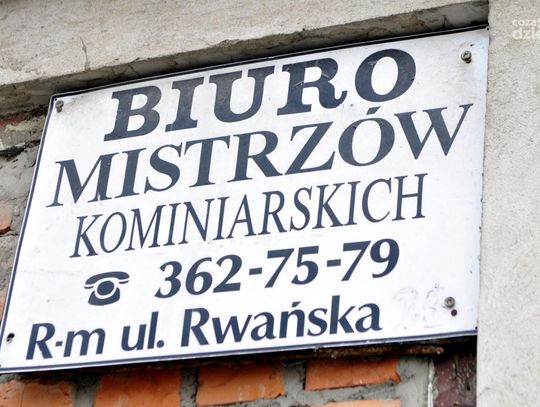 BIURO
MISTRZÓW
KOMINIARSKICH
☎ 362-75-79
R-m ul. Rwańska